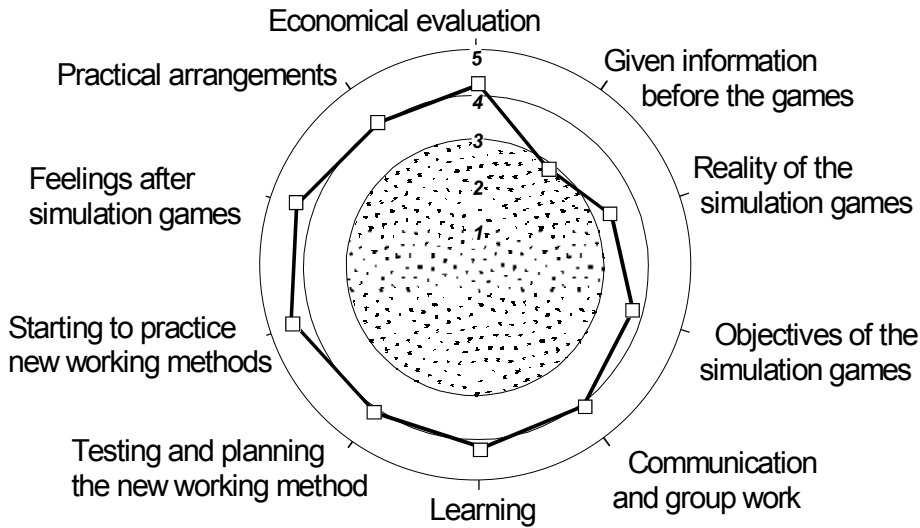 Economical evaluation
Given information
before the games
Practical arrangements
5
4
3
2
1
Feelings after
simulation games
Reality of the
simulation games
Starting to practice
new working methods
Objectives of the
simulation games
Testing and planning
the new working method
Communication
and group work
Learning